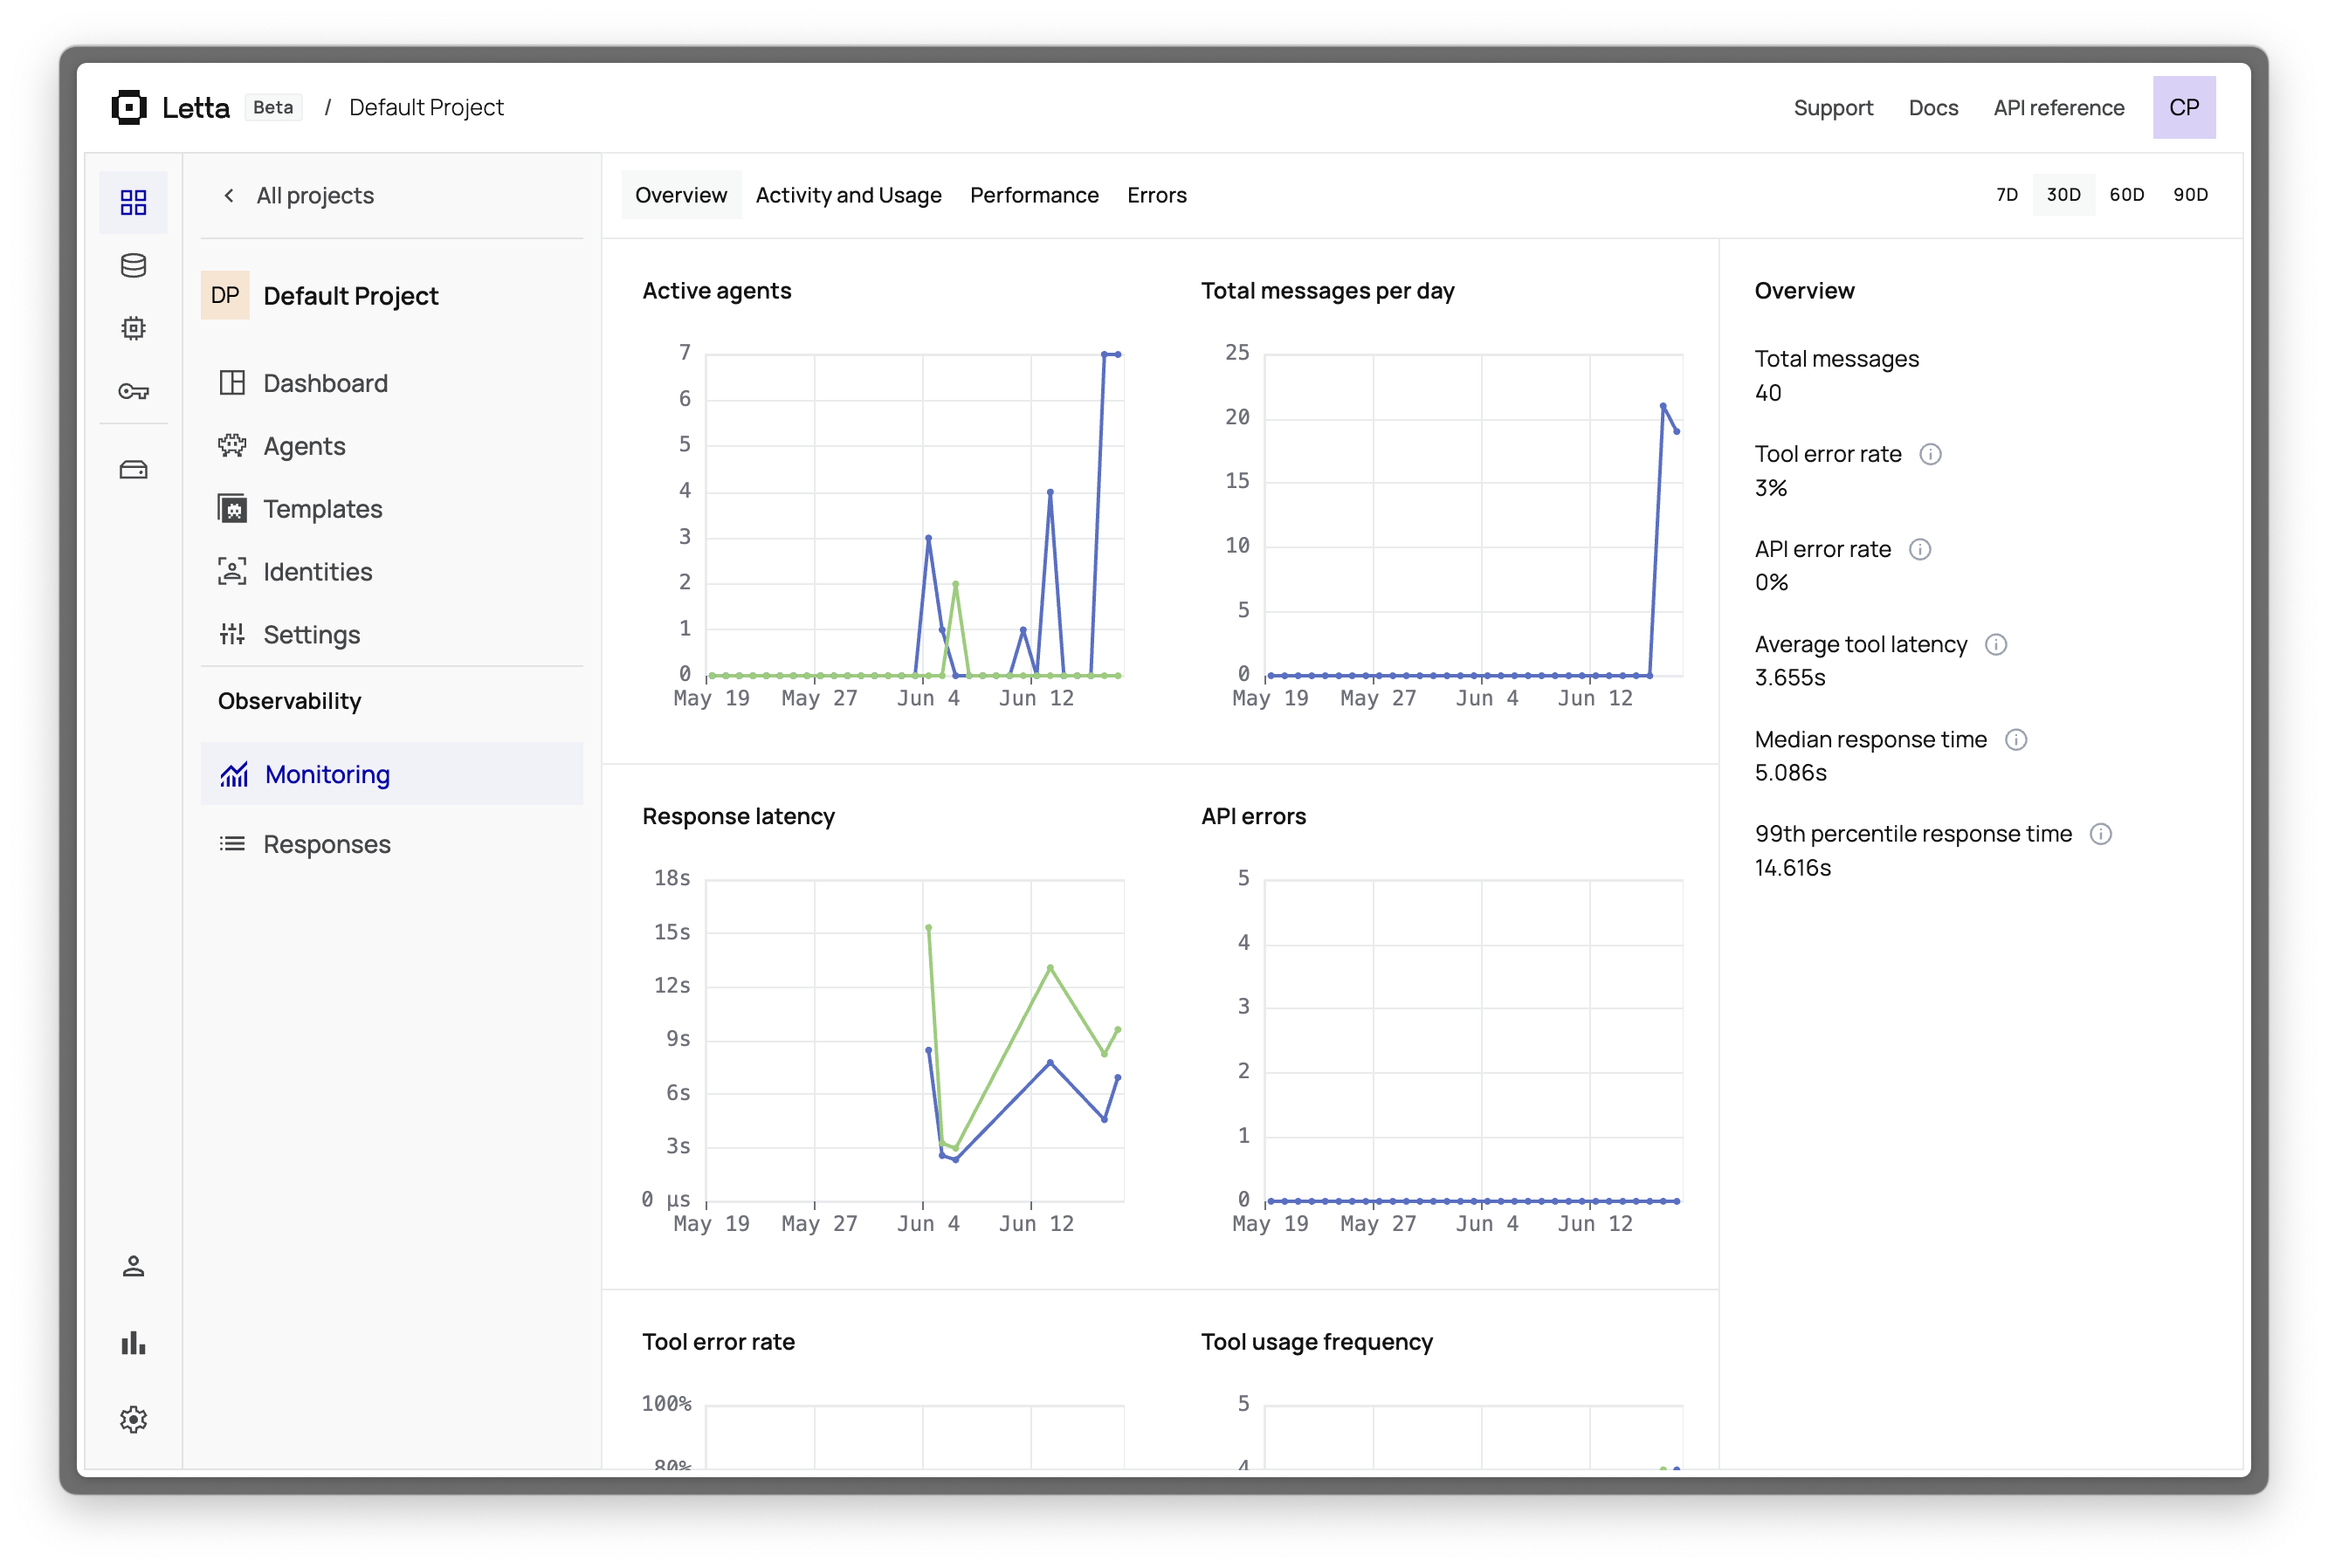 Letta Beta / Default Project
Support Docs API reference CP
All projects
DP Default Project
Dashboard
Agents
Templates
Identities
Settings
Observability
Monitoring
Responses
Overview Activity and Usage Performance Errors
7D 30D 60D 90D
Active agents
7
6
5
4
3
2
1
0
May 19 May 27 Jun 4 Jun 12
Total messages per day
25
20
15
10
5
0
May 19 May 27 Jun 4 Jun 12
Response latency
18s
15s
12s
9s
6s
3s
0 µs
May 19 May 27 Jun 4 Jun 12
API errors
5
4
3
2
1
0
May 19 May 27 Jun 4 Jun 12
Tool error rate
100%
80%
Tool usage frequency
5
4
Overview
Total messages
40
Tool error rate
3%
API error rate
0%
Average tool latency
3.655s
Median response time
5.086s
99th percentile response time
14.616s